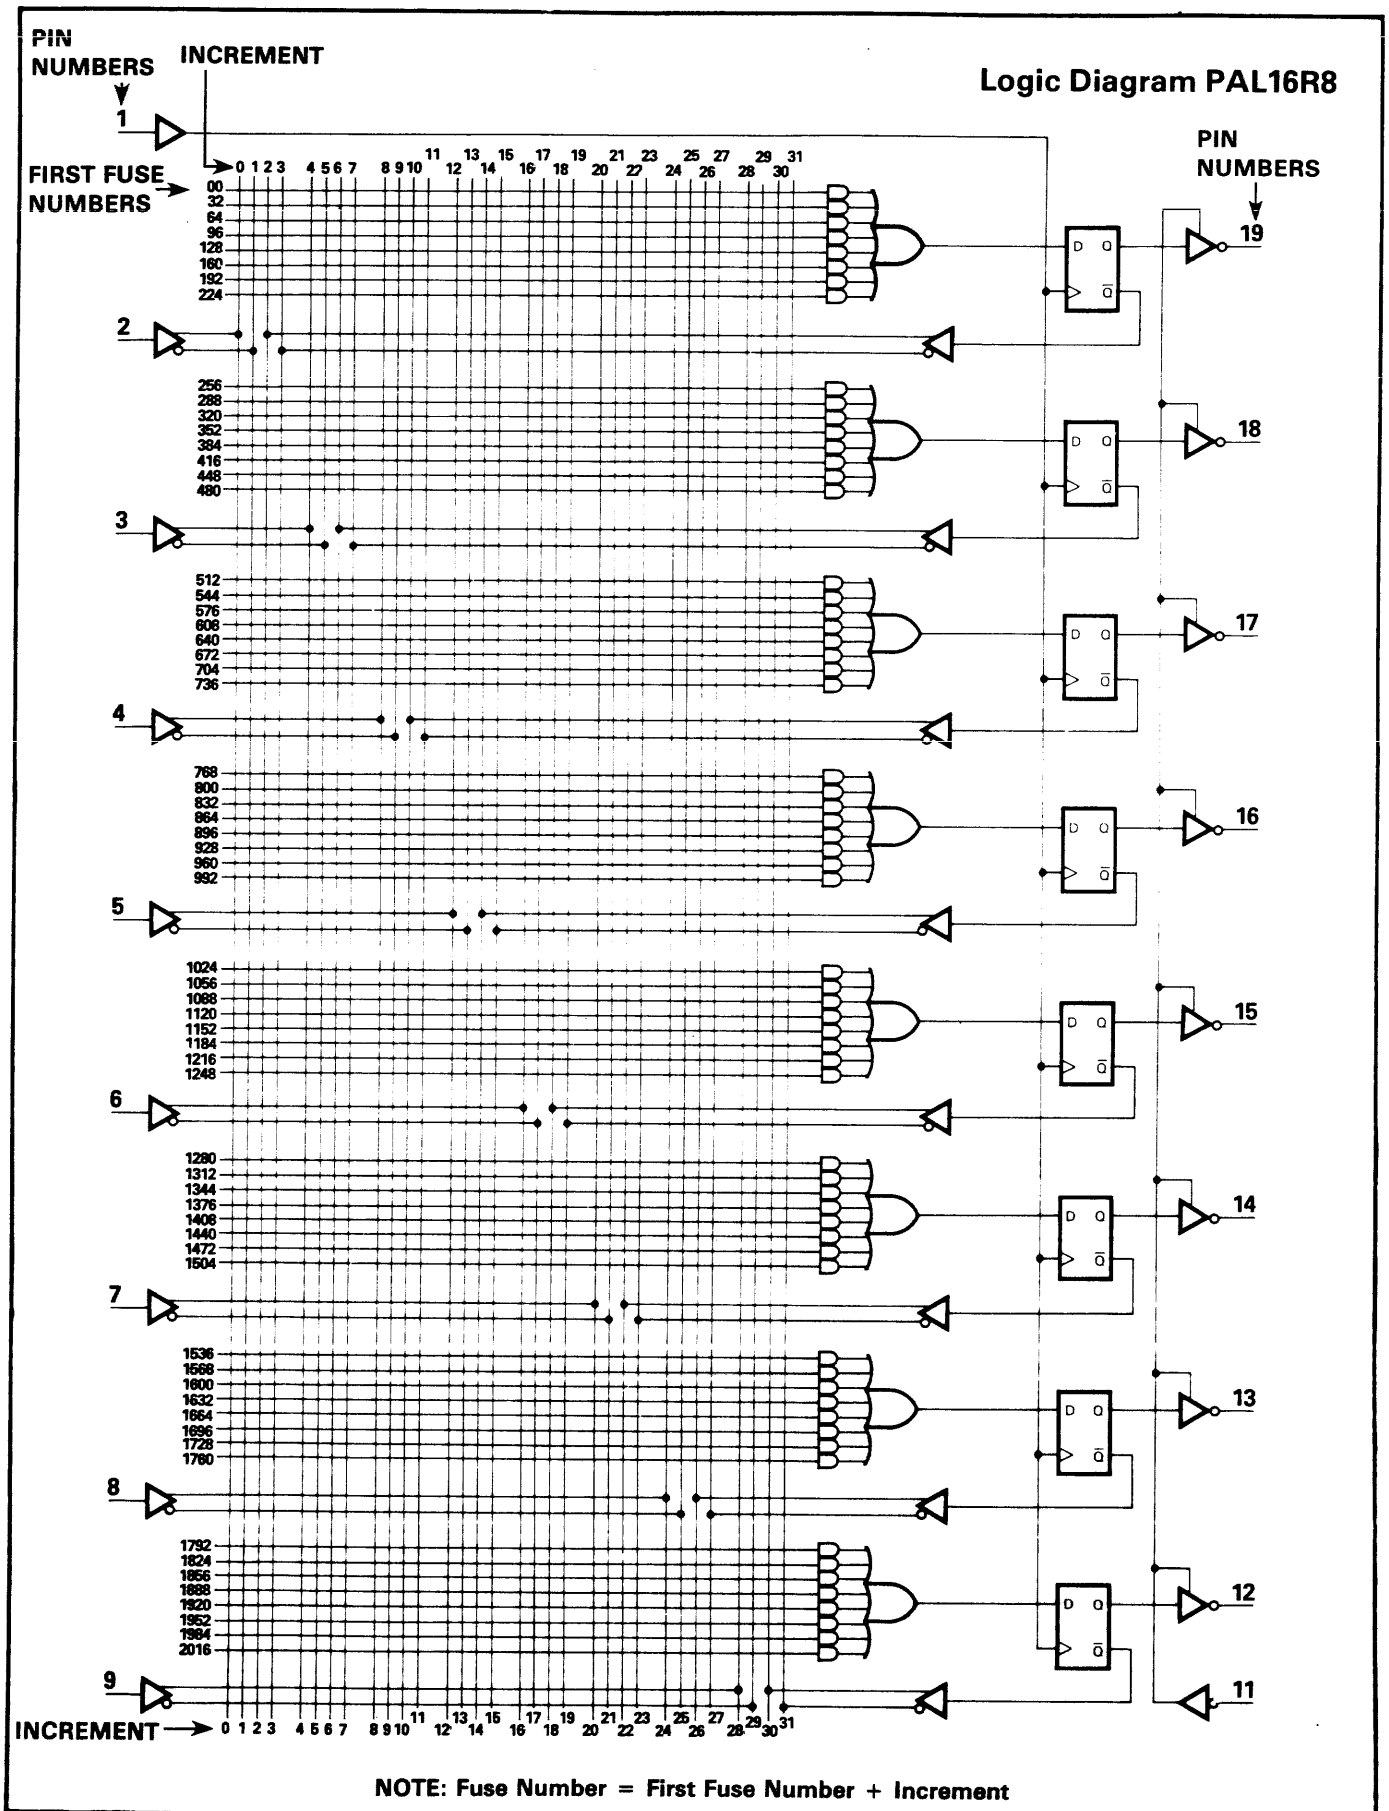 PIN
NUMBERS
INCREMENT
Logic Diagram PAL16R8
1
PIN
NUMBERS
11 13 15 17 19 21 23 25 27 29 31
0 1 2 3 4 5 6 7 8 9 10 12 14 16 18 20 22 24 26 28 30
FIRST FUSE
NUMBERS
00
32
64
96
128
160
192
224
D Q
Q̅
19
2
256
288
320
352
384
416
448
480
D Q
Q̅
18
3
512
544
576
608
640
672
704
736
D Q
Q̅
17
4
768
800
832
864
896
928
960
992
D Q
Q̅
16
5
1024
1056
1088
1120
1152
1184
1216
1248
D Q
Q̅
15
6
1280
1312
1344
1376
1408
1440
1472
1504
D Q
Q̅
14
7
1536
1568
1600
1632
1664
1696
1728
1760
D Q
Q̅
13
8
1792
1824
1856
1888
1920
1952
1984
2016
D Q
Q̅
12
9
11
INCREMENT
11 13 15 17 19 21 23 25 27 29 31
0 1 2 3 4 5 6 7 8 9 10 12 14 16 18 20 22 24 26 28 30
NOTE: Fuse Number = First Fuse Number + Increment